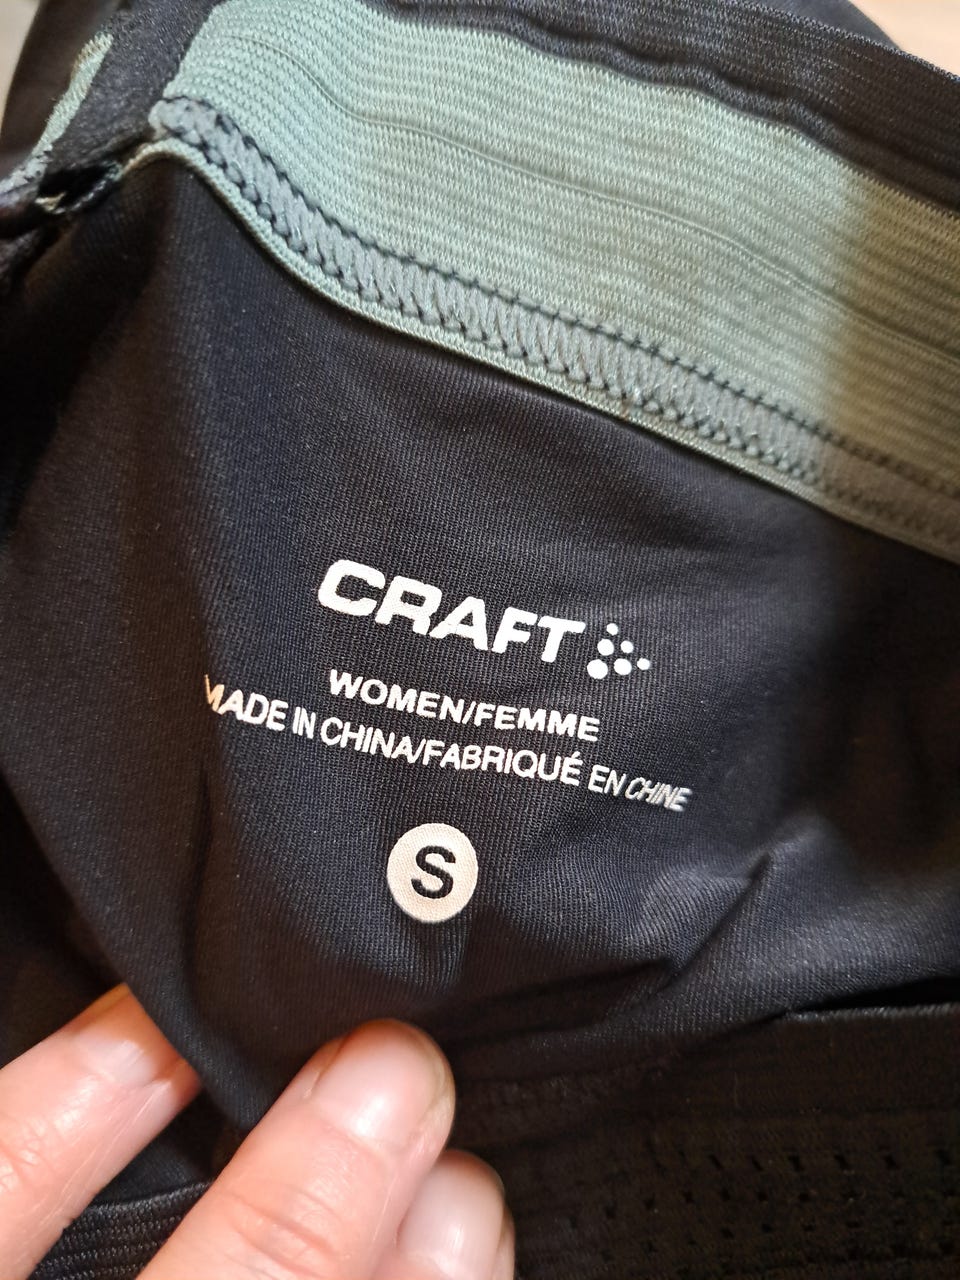 CRAFT
WOMEN/FEMME
MADE IN CHINA/FABRIQUÉ EN CHINE
S